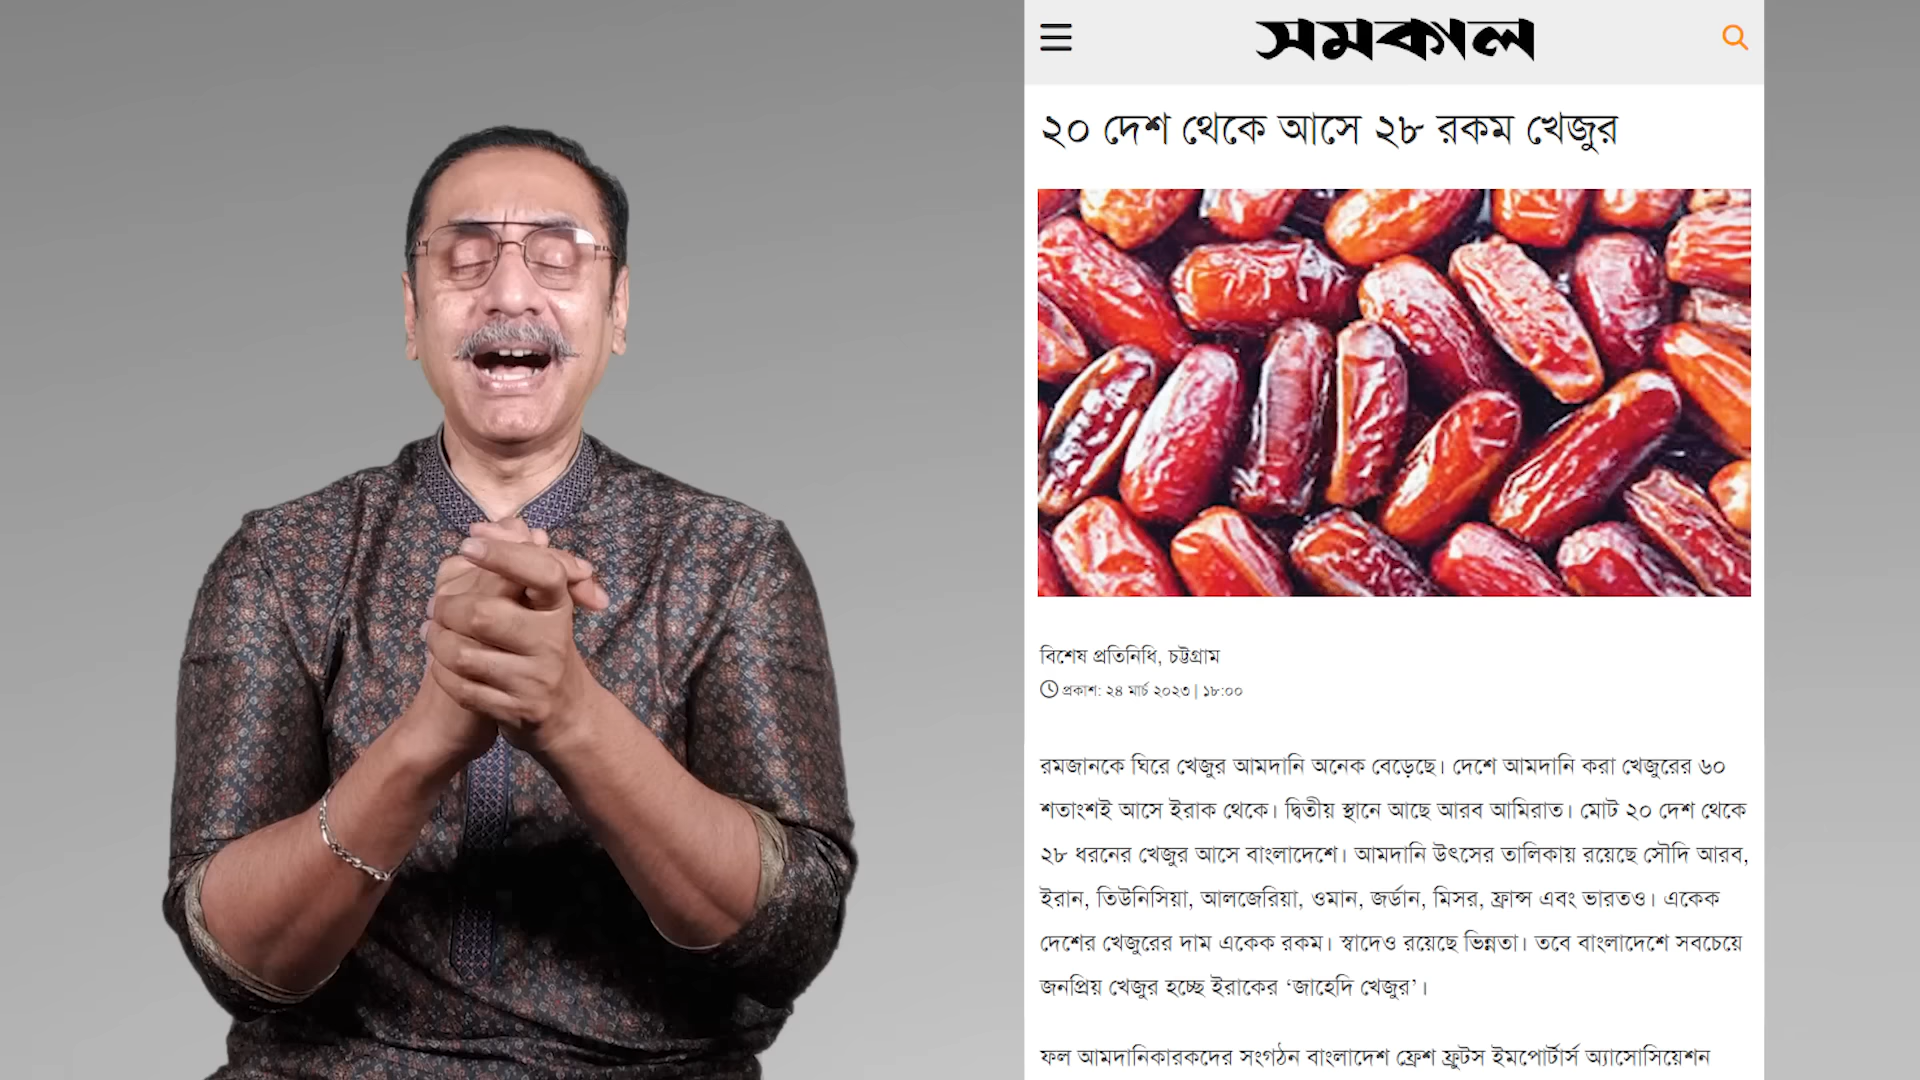 সমকাল
২০ দেশ থেকে আসে ২৮ রকম খেজুর
বিশেষ প্রতিনিধি, চট্টগ্রাম
প্রকাশ: ২৪ মার্চ ২০২৩ | ১৮:০০
রমজানকে ঘিরে খেজুর আমদানি অনেক বেড়েছে। দেশে আমদানি করা খেজুরের ৬০
শতাংশই আসে ইরাক থেকে। দ্বিতীয় স্থানে আছে আরব আমিরাত। মোট ২০ দেশ থেকে
২৮ ধরনের খেজুর আসে বাংলাদেশে। আমদানি উৎসের তালিকায় রয়েছে সৌদি আরব,
ইরান, তিউনিসিয়া, আলজেরিয়া, ওমান, জর্ডান, মিসর, ফ্রান্স এবং ভারতও। একেক
দেশের খেজুরের দাম একেক রকম। স্বাদেও রয়েছে ভিন্নতা। তবে বাংলাদেশে সবচেয়ে
জনপ্রিয় খেজুর হচ্ছে ইরাকের ‘জাহেদি খেজুর’।
ফল আমদানিকারকদের সংগঠন বাংলাদেশ ফ্রেশ ফ্রুটস ইমপোর্টার্স অ্যাসোসিয়েশন